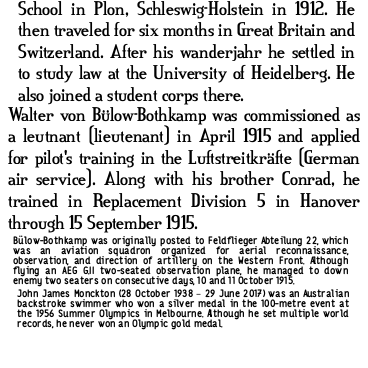 School in Plon, Schleswig-Holstein in 1912. He
then traveled for six months in Great Britain and
Switzerland. After his wanderjahr he settled in
to study law at the University of Heidelberg. He
also joined a student corps there.
Walter von Bülow-Bothkamp was commissioned as
a leutnant (lieutenant) in April 1915 and applied
for pilot's training in the Luftstreitkräfte (German
air service). Along with his brother Conrad, he
trained in Replacement Division 5 in Hanover
through 15 September 1915.
Bülow-Bothkamp was originally posted to Feldflieger Abteilung 22, which
was an aviation squadron organized for aerial reconnaissance,
observation, and direction of artillery on the Western Front. Although
flying an AEG G.II two-seated observation plane, he managed to down
enemy two seaters on consecutive days, 10 and 11 October 1915.
John James Monckton (28 October 1938 – 29 June 2017) was an Australian
backstroke swimmer who won a silver medal in the 100-metre event at
the 1956 Summer Olympics in Melbourne. Although he set multiple world
records, he never won an Olympic gold medal.